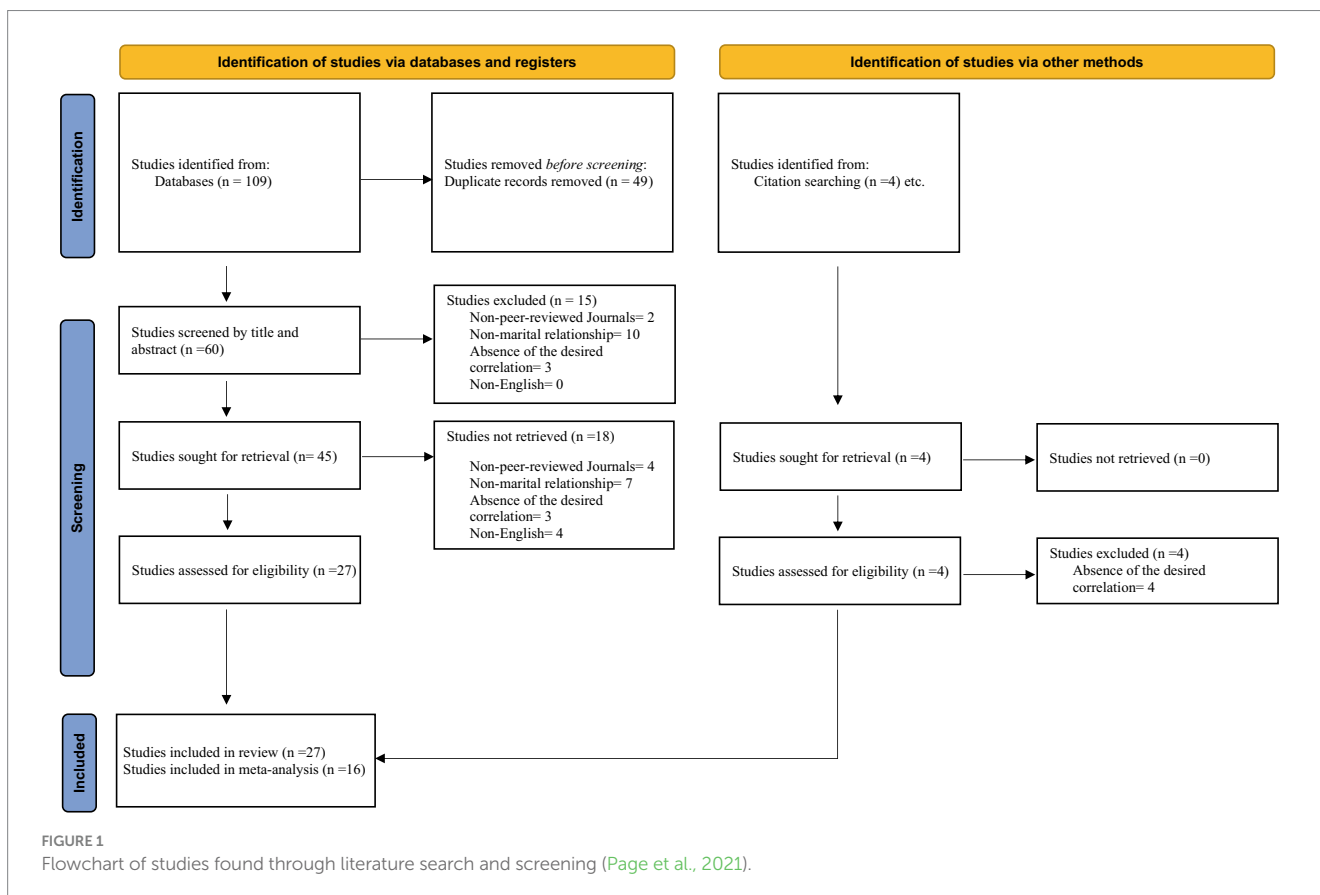 Identification of studies via databases and registers
Identification of studies via other methods
Identification
Studies identified from:
Databases (n = 109)
Studies removed before screening:
Duplicate records removed (n = 49)
Studies identified from:
Citation searching (n =4) etc.
Screening
Studies screened by title and
abstract (n =60)
Studies excluded (n = 15)
Non-peer-reviewed Journals= 2
Non-marital relationship= 10
Absence of the desired
correlation= 3
Non-English= 0
Studies sought for retrieval (n= 45)
Studies not retrieved (n =18)
Non-peer-reviewed Journals= 4
Non-marital relationship= 7
Absence of the desired
correlation= 3
Non-English= 4
Studies sought for retrieval (n =4)
Studies not retrieved (n =0)
Studies assessed for eligibility (n =27)
Studies assessed for eligibility (n =4)
Studies excluded (n =4)
Absence of the desired
correlation= 4
Included
Studies included in review (n =27)
Studies included in meta-analysis (n =16)
FIGURE 1
Flowchart of studies found through literature search and screening (Page et al., 2021).